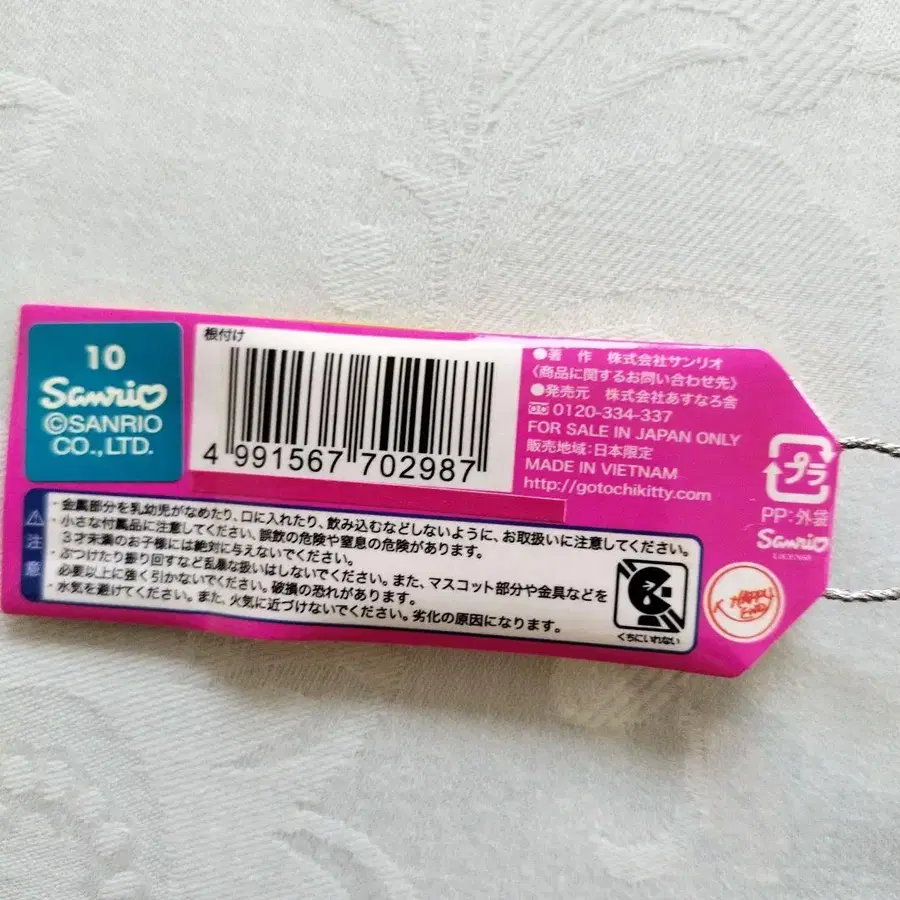 10
Sanrio
©SANRIO
CO.,LTD.
根付け
4 991567 702987
●著 作 株式会社サンリオ
〈商品に関するお問い合わせ先〉
●発売元 株式会社あすなろ舎
0120-334-337
FOR SALE IN JAPAN ONLY
販売地域:日本限定
MADE IN VIETNAM
http://gotochikitty.com
プラ
PP:外袋
Sanrio
LICENSE
HAPPY
END
⚠注意
・金属部分を乳幼児がなめたり、口に入れたり、飲み込むなどしないように、お取扱いに注意してください。
・小さな付属品に注意してください、誤飲の危険や窒息の危険があります。
3才未満のお子様には絶対に与えないでください。
・ぶつけたり振り回すなど乱暴な扱いはしないでください。また、マスコット部分や金具などを
必要以上に強く引かないでください。破損の恐れがあります。
・水気を避けてください。また、火気に近づけないでください。劣化の原因になります。
くちにいれない